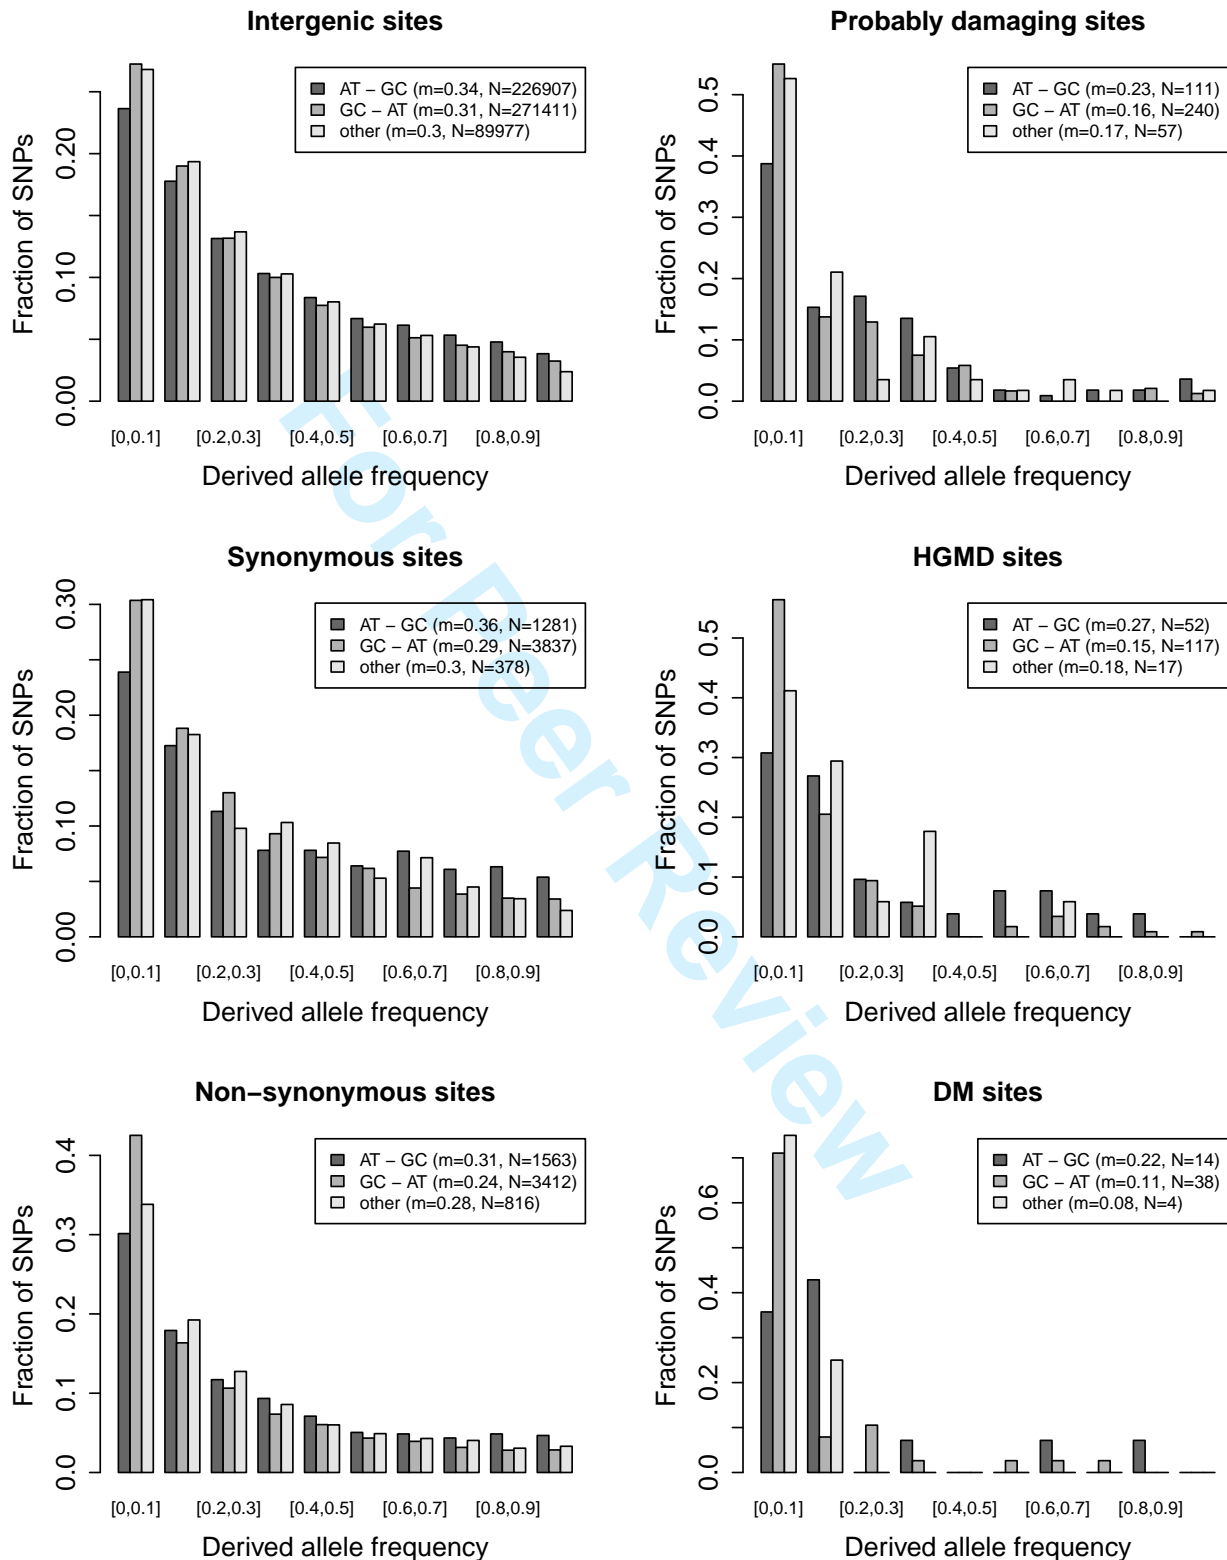 Intergenic sites
Fraction of SNPs
0.00
0.10
0.20
AT − GC (m=0.34, N=226907)
GC − AT (m=0.31, N=271411)
other (m=0.3, N=89977)
[0,0.1]
[0.2,0.3]
[0.4,0.5]
[0.6,0.7]
[0.8,0.9]
Derived allele frequency
Probably damaging sites
Fraction of SNPs
0.0
0.1
0.2
0.3
0.4
0.5
AT − GC (m=0.23, N=111)
GC − AT (m=0.16, N=240)
other (m=0.17, N=57)
[0,0.1]
[0.2,0.3]
[0.4,0.5]
[0.6,0.7]
[0.8,0.9]
Derived allele frequency
Synonymous sites
Fraction of SNPs
0.00
0.10
0.20
0.30
AT − GC (m=0.36, N=1281)
GC − AT (m=0.29, N=3837)
other (m=0.3, N=378)
[0,0.1]
[0.2,0.3]
[0.4,0.5]
[0.6,0.7]
[0.8,0.9]
Derived allele frequency
HGMD sites
Fraction of SNPs
0.0
0.1
0.2
0.3
0.4
0.5
AT − GC (m=0.27, N=52)
GC − AT (m=0.15, N=117)
other (m=0.18, N=17)
[0,0.1]
[0.2,0.3]
[0.4,0.5]
[0.6,0.7]
[0.8,0.9]
Derived allele frequency
Non−synonymous sites
Fraction of SNPs
0.0
0.1
0.2
0.3
0.4
AT − GC (m=0.31, N=1563)
GC − AT (m=0.24, N=3412)
other (m=0.28, N=816)
[0,0.1]
[0.2,0.3]
[0.4,0.5]
[0.6,0.7]
[0.8,0.9]
Derived allele frequency
DM sites
Fraction of SNPs
0.0
0.2
0.4
0.6
AT − GC (m=0.22, N=14)
GC − AT (m=0.11, N=38)
other (m=0.08, N=4)
[0,0.1]
[0.2,0.3]
[0.4,0.5]
[0.6,0.7]
[0.8,0.9]
Derived allele frequency
For Peer Review